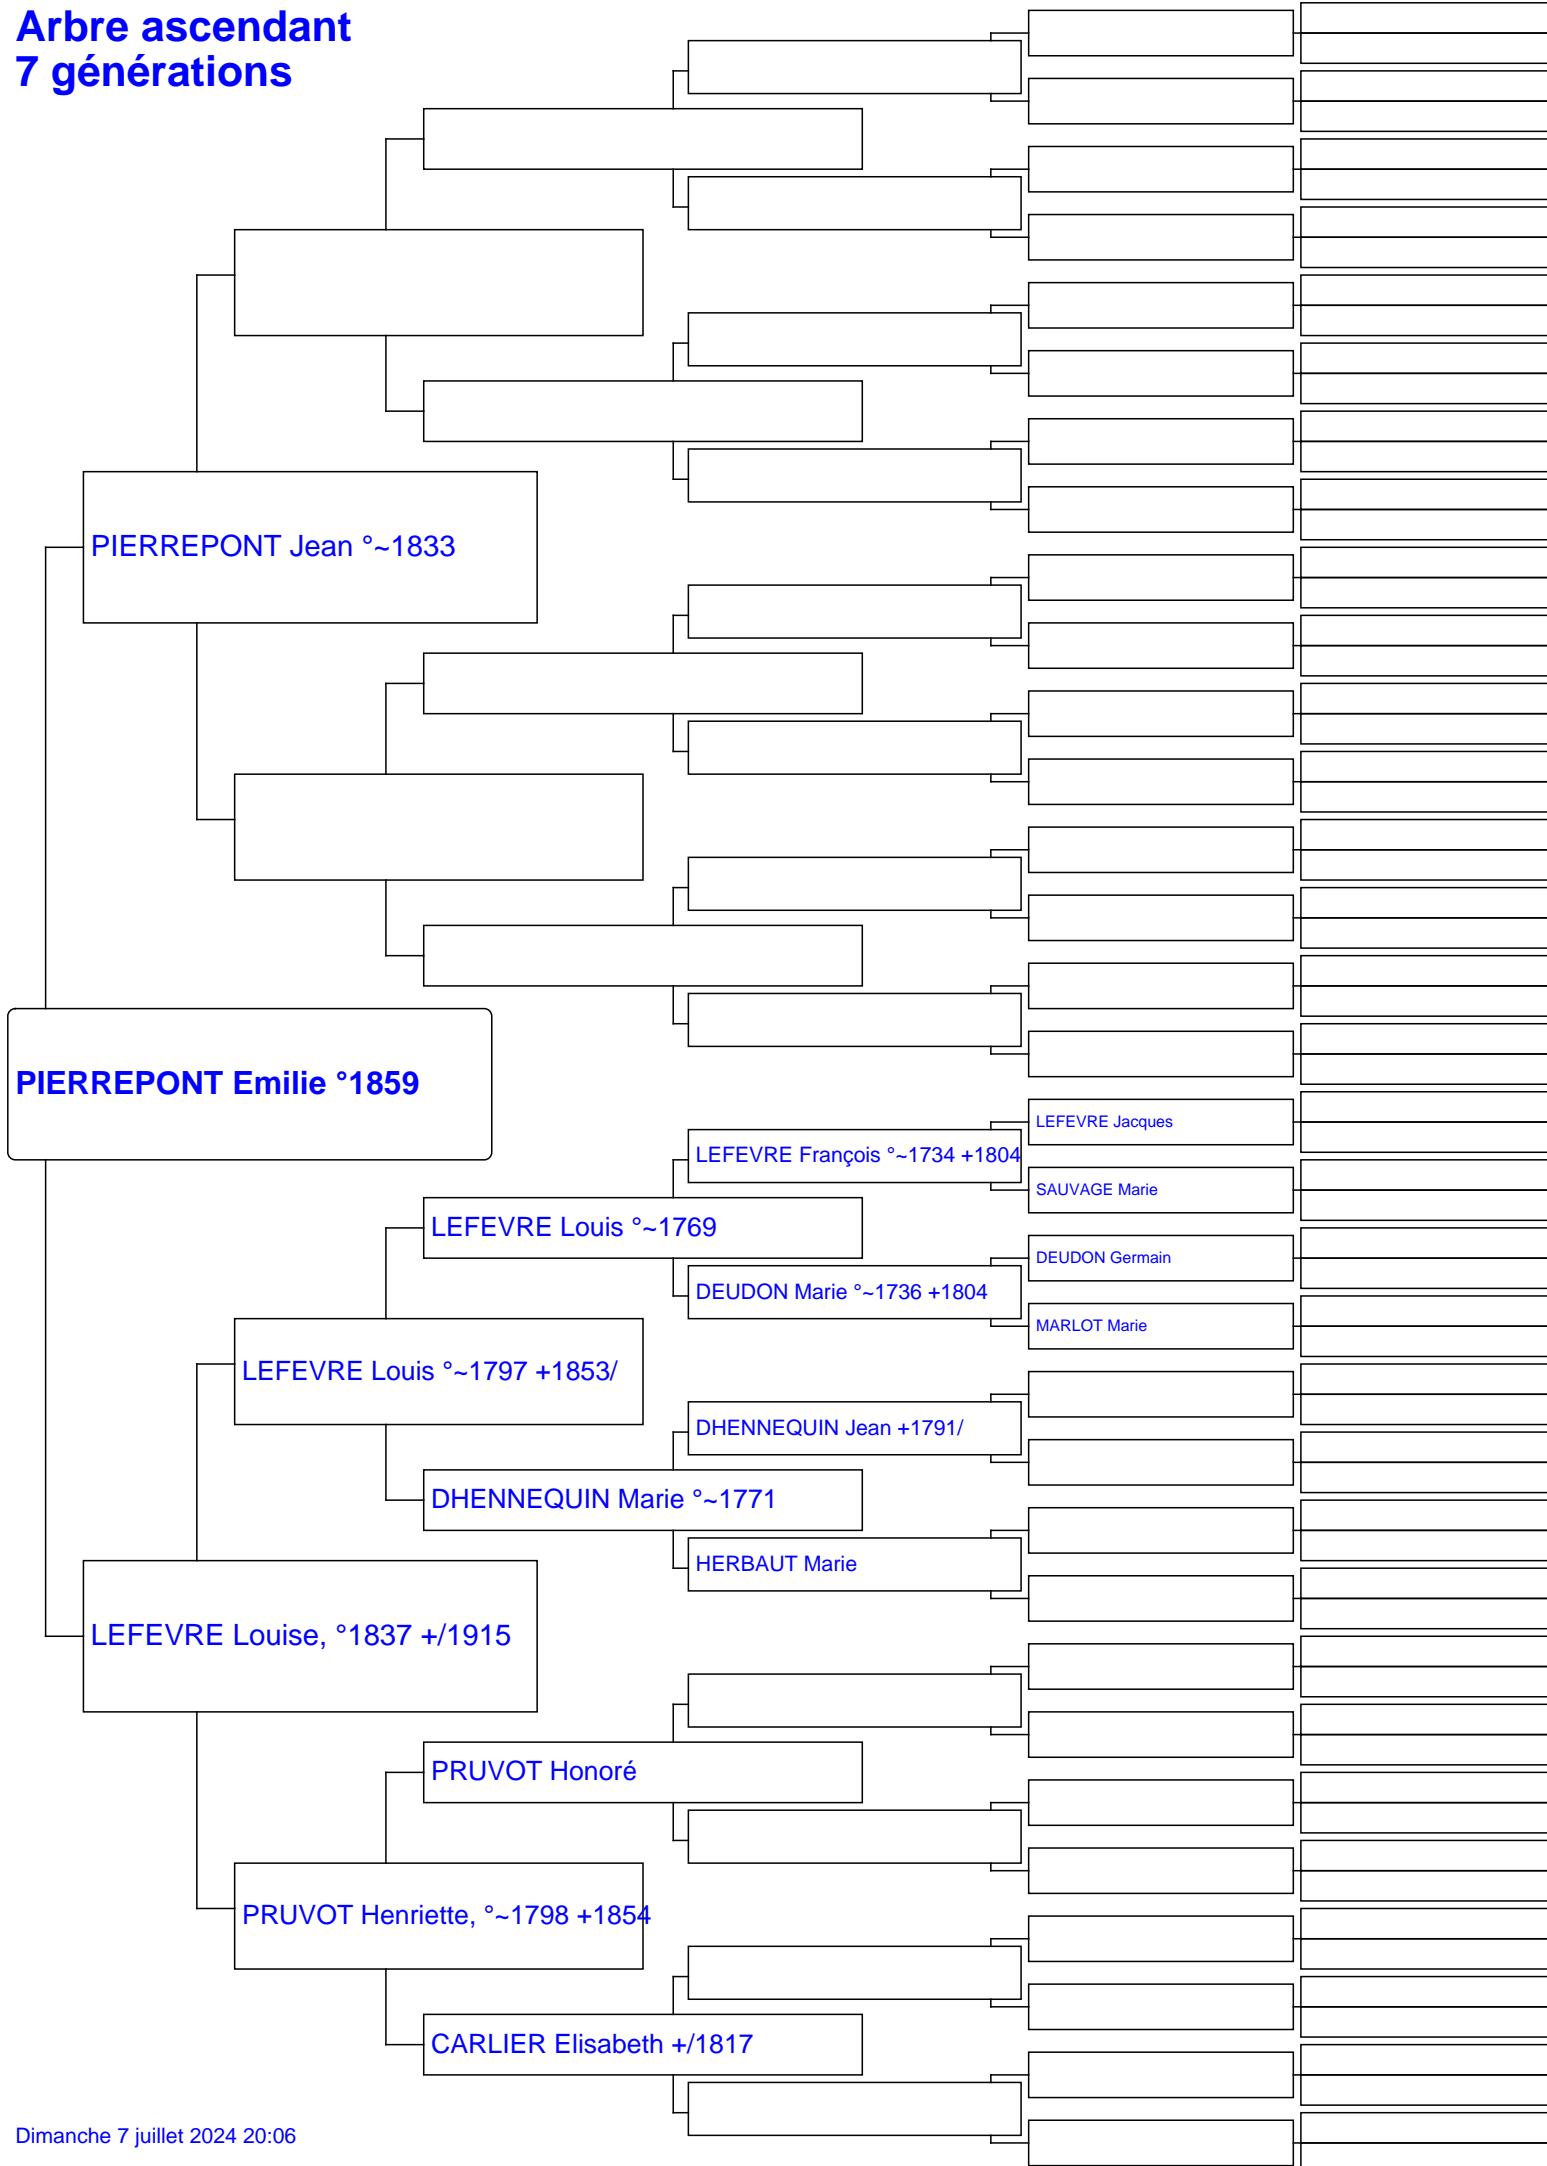 Arbre ascendant
7 générations
PIERREPONT Jean °~1833
PIERREPONT Emilie °1859
LEFEVRE Jacques
LEFEVRE François °~1734 +1804
SAUVAGE Marie
LEFEVRE Louis °~1769
DEUDON Germain
DEUDON Marie °~1736 +1804
MARLOT Marie
LEFEVRE Louis °~1797 +1853/
DHENNEQUIN Jean +1791/
DHENNEQUIN Marie °~1771
HERBAUT Marie
LEFEVRE Louise, °1837 +/1915
PRUVOT Honoré
PRUVOT Henriette, °~1798 +1854
CARLIER Elisabeth +/1817
Dimanche 7 juillet 2024 20:06